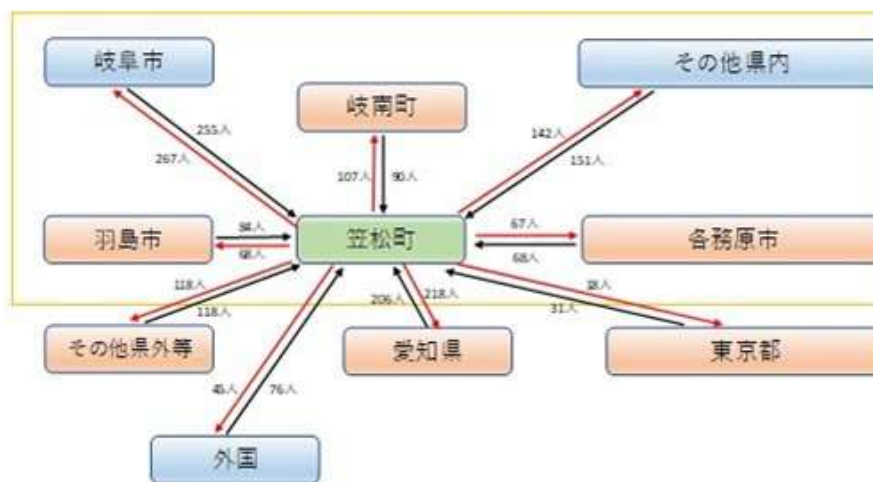 岐阜市
その他県内
岐南町
255人
267人
142人
151人
107人
90人
羽島市
84人
68人
笠松町
67人
68人
各務原市
118人
118人
206人
218人
18人
31人
その他県外等
愛知県
東京都
45人
76人
外国